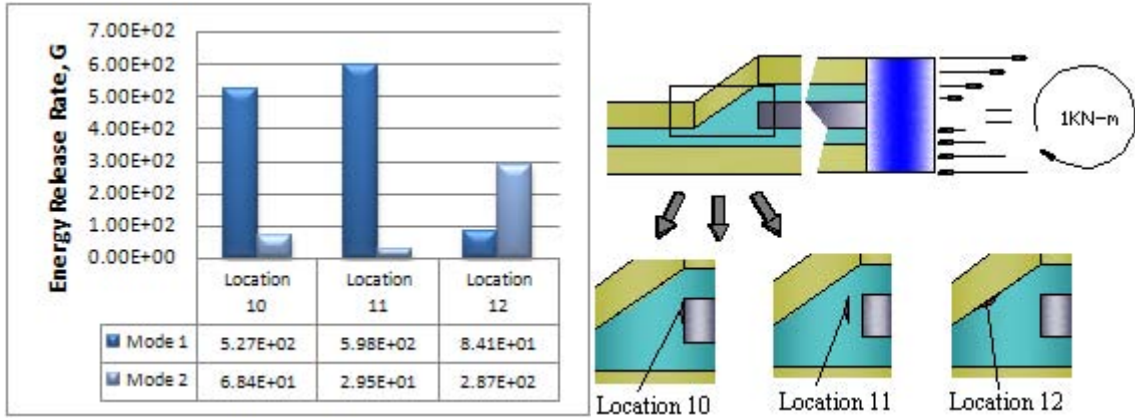 Energy Release Rate, G
7.00E+02
6.00E+02
5.00E+02
4.00E+02
3.00E+02
2.00E+02
1.00E+02
0.00E+00
Location 10
Location 11
Location 12
Mode 1 5.27E+02 5.98E+02 8.41E+01
Mode 2 6.84E+01 2.95E+01 2.87E+02
1KN-m
Location 10
Location 11
Location 12